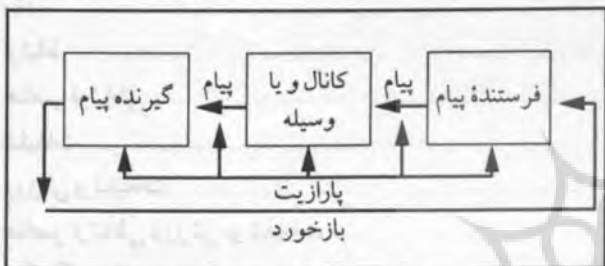 فرستندهٔ پیام
پیام
کانال و یا
وسیله
پیام
گیرنده پیام
پارازیت
بازخورد